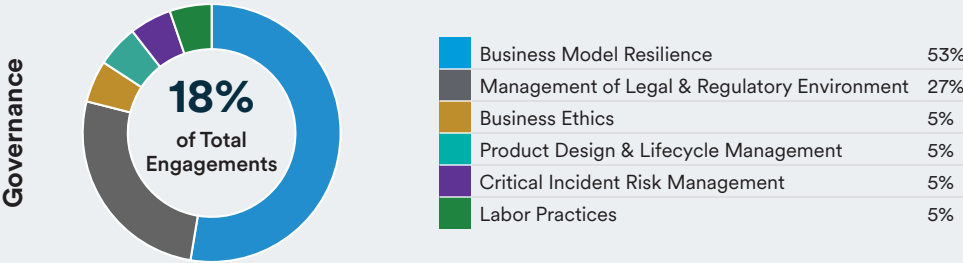 Governance
18%
of Total
Engagements
Business Model Resilience 53%
Management of Legal & Regulatory Environment 27%
Business Ethics 5%
Product Design & Lifecycle Management 5%
Critical Incident Risk Management 5%
Labor Practices 5%